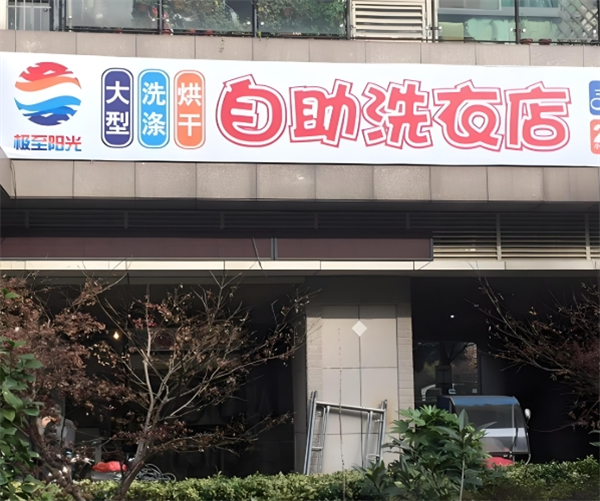 极至阳光
大型
洗涤
烘干
自助洗衣店